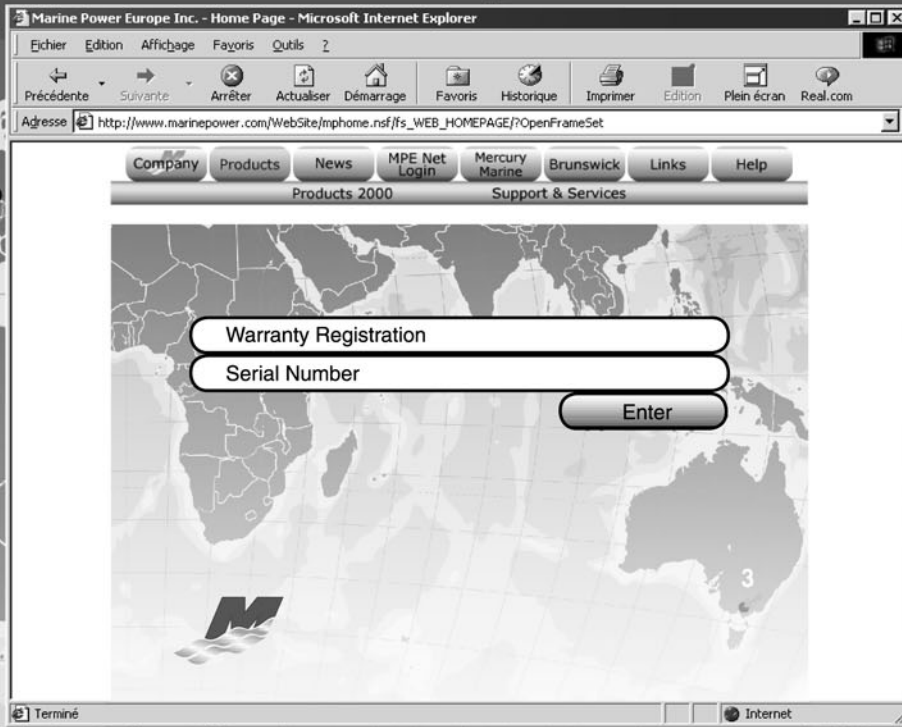 Marine Power Europe Inc. - Home Page - Microsoft Internet Explorer
Fichier Edition Affichage Favoris Outils ?
Précédente Suivante Arrêter Actualiser Démarrage Favoris Historique Imprimer Edition Plein écran Real.com
Adresse http://www.marinepower.com/WebSite/mphome.nsf/fs_WEB_HOMEPAGE/?OpenFrameSet
Company Products News MPE Net Login Mercury Marine Brunswick Links Help
Products 2000 Support & Services
Warranty Registration
Serial Number
Enter
3
M
Terminé Internet